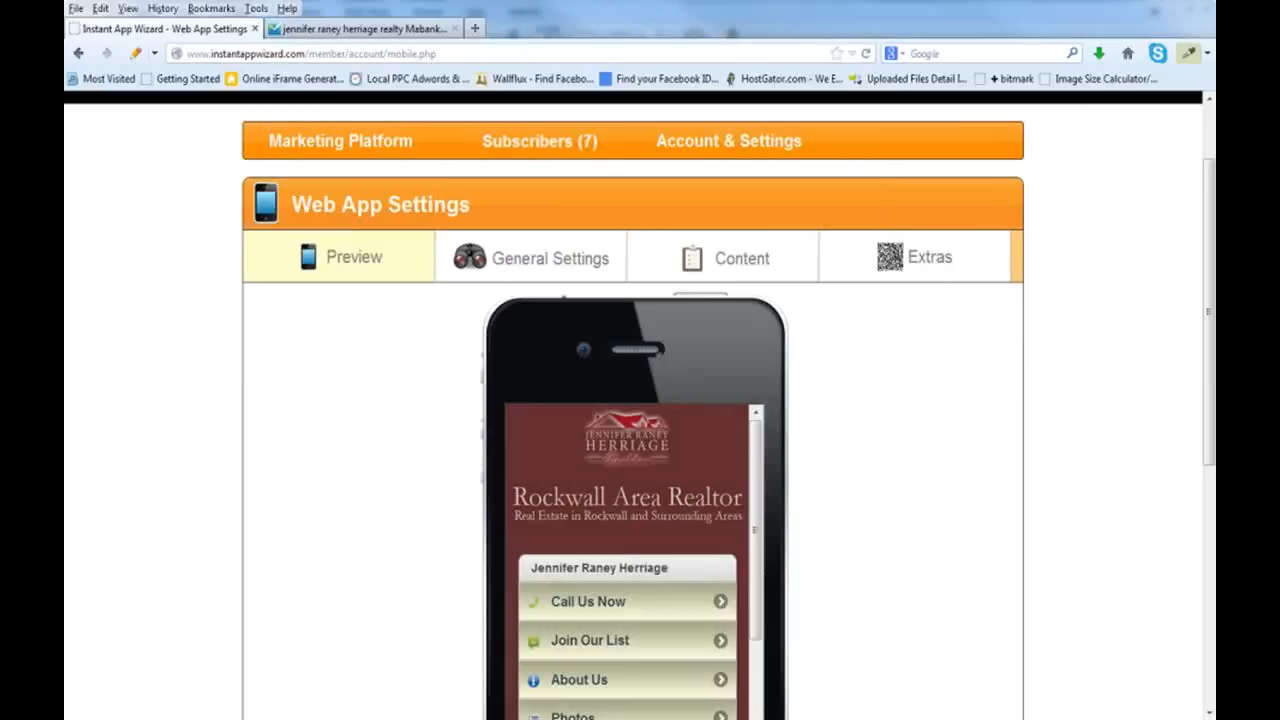 File Edit View History Bookmarks Tools Help
Instant App Wizard - Web App Settings × jennifer raney herriage realty Mabank... × +
www.instantappwizard.com/member/account/mobile.php Google
Most Visited Getting Started Online iFrame Generat... Local PPC Adwords & ... Wallflux - Find Facebo... Find your Facebook ID... HostGator.com - We E... Uploaded Files Detail I... + bitmark Image Size Calculator/...
Marketing Platform Subscribers (7) Account & Settings
Web App Settings
Preview General Settings Content Extras
JENNIFER RANEY
HERRIAGE
Rockwall Area Realtor
Real Estate in Rockwall and Surrounding Areas
Jennifer Raney Herriage
Call Us Now
Join Our List
About Us
Photos